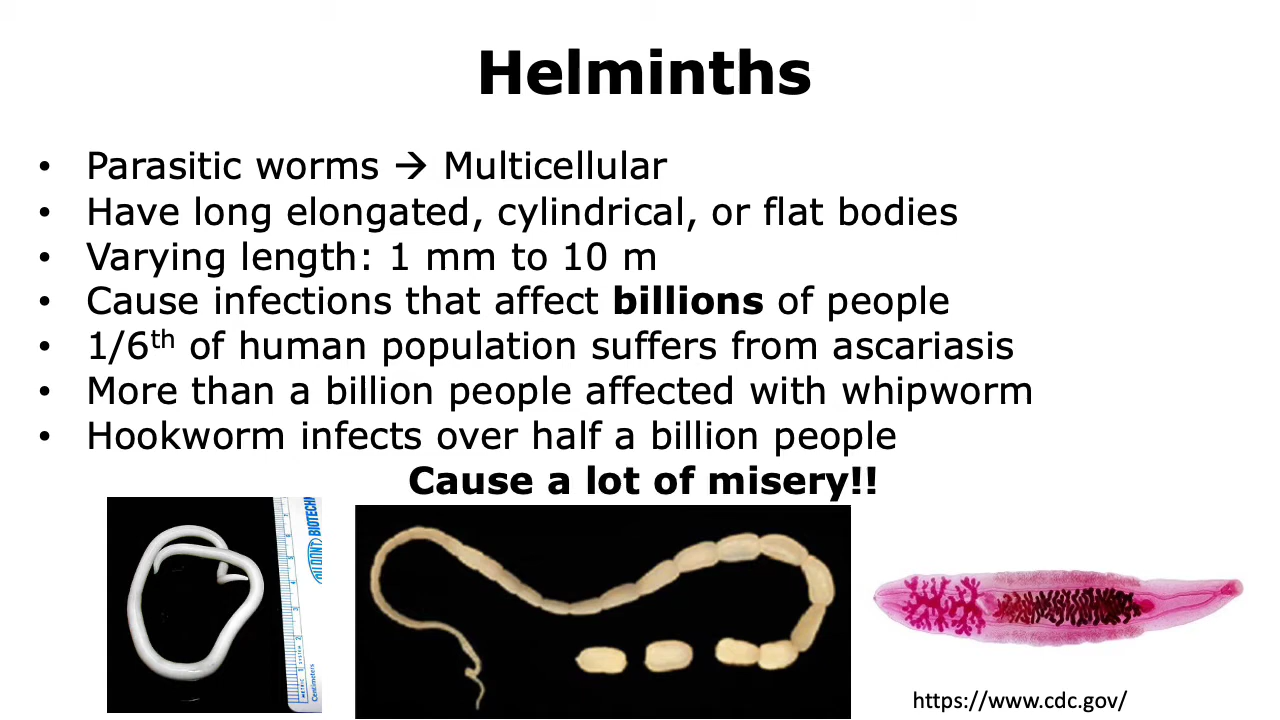 Helminths
• Parasitic worms → Multicellular
• Have long elongated, cylindrical, or flat bodies
• Varying length: 1 mm to 10 m
• Cause infections that affect billions of people
• 1/6th of human population suffers from ascariasis
• More than a billion people affected with whipworm
• Hookworm infects over half a billion people
Cause a lot of misery!!
Centimeters
https://www.cdc.gov/